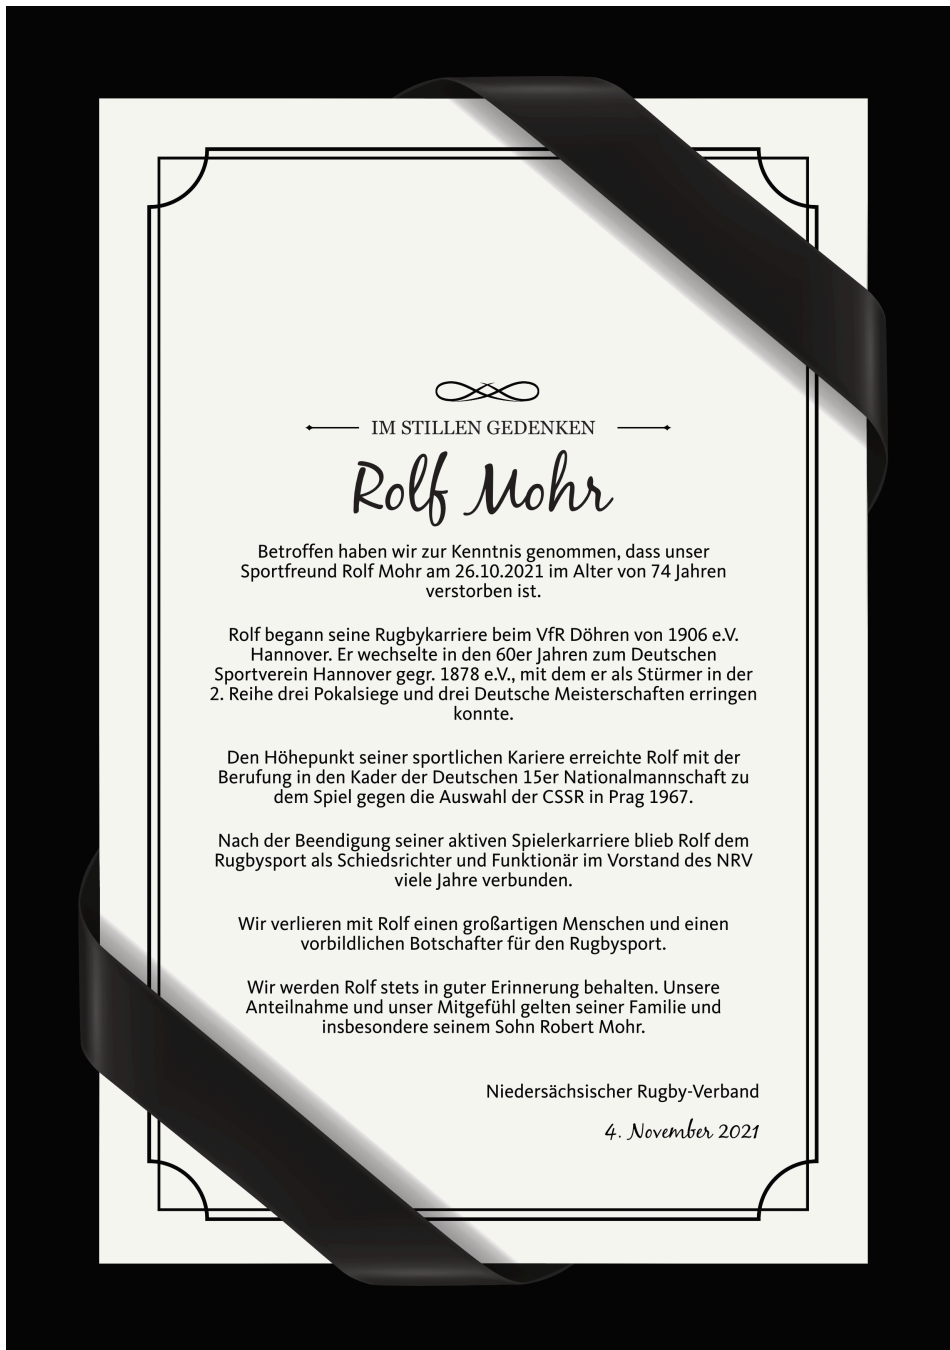 IM STILLEN GEDENKEN
Rolf Mohr
Betroffen haben wir zur Kenntnis genommen, dass unser
Sportfreund Rolf Mohr am 26.10.2021 im Alter von 74 Jahren
verstorben ist.
Rolf begann seine Rugbykarriere beim VfR Döhren von 1906 e.V.
Hannover. Er wechselte in den 60er Jahren zum Deutschen
Sportverein Hannover gegr. 1878 e.V., mit dem er als Stürmer in der
2. Reihe drei Pokalsiege und drei Deutsche Meisterschaften erringen
konnte.
Den Höhepunkt seiner sportlichen Kariere erreichte Rolf mit der
Berufung in den Kader der Deutschen 15er Nationalmannschaft zu
dem Spiel gegen die Auswahl der CSSR in Prag 1967.
Nach der Beendigung seiner aktiven Spielerkarriere blieb Rolf dem
Rugbysport als Schiedsrichter und Funktionär im Vorstand des NRV
viele Jahre verbunden.
Wir verlieren mit Rolf einen großartigen Menschen und einen
vorbildlichen Botschafter für den Rugbysport.
Wir werden Rolf stets in guter Erinnerung behalten. Unsere
Anteilnahme und unser Mitgefühl gelten seiner Familie und
insbesondere seinem Sohn Robert Mohr.
Niedersächsischer Rugby-Verband
4. November 2021